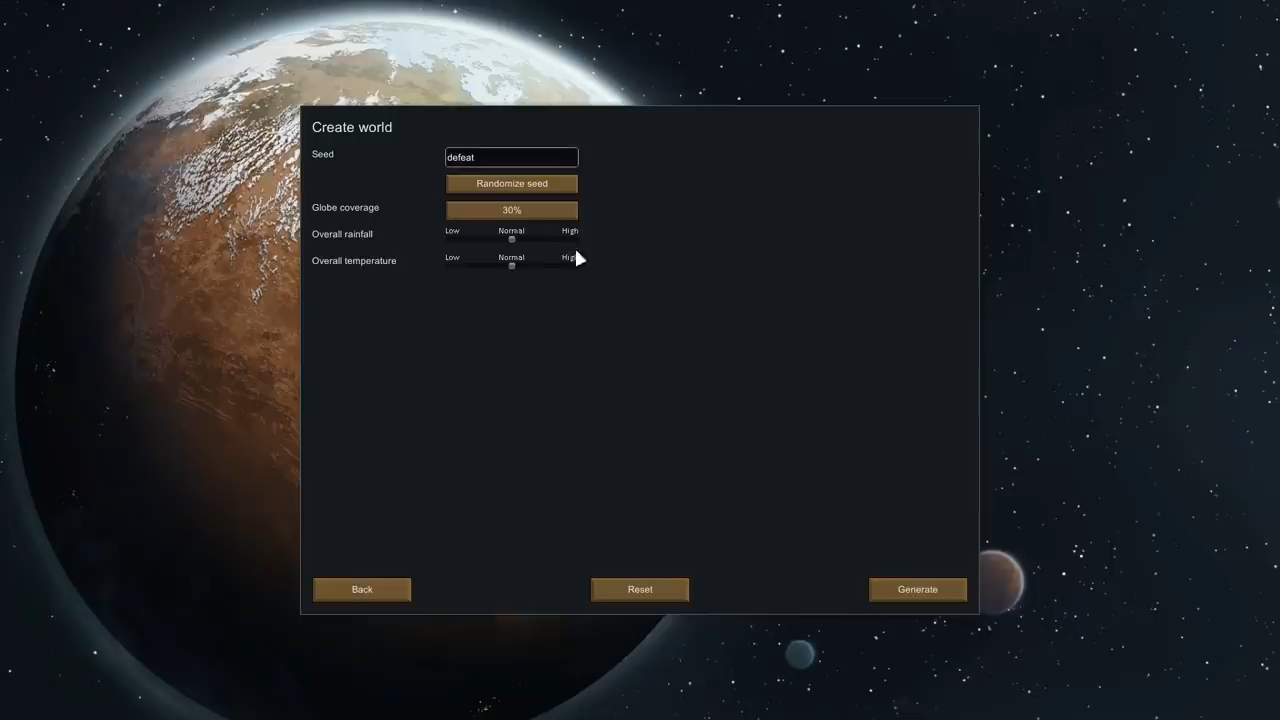 Create world
Seed
defeat
Randomize seed
Globe coverage
30%
Overall rainfall
Low Normal High
Overall temperature
Low Normal High
Back Reset Generate